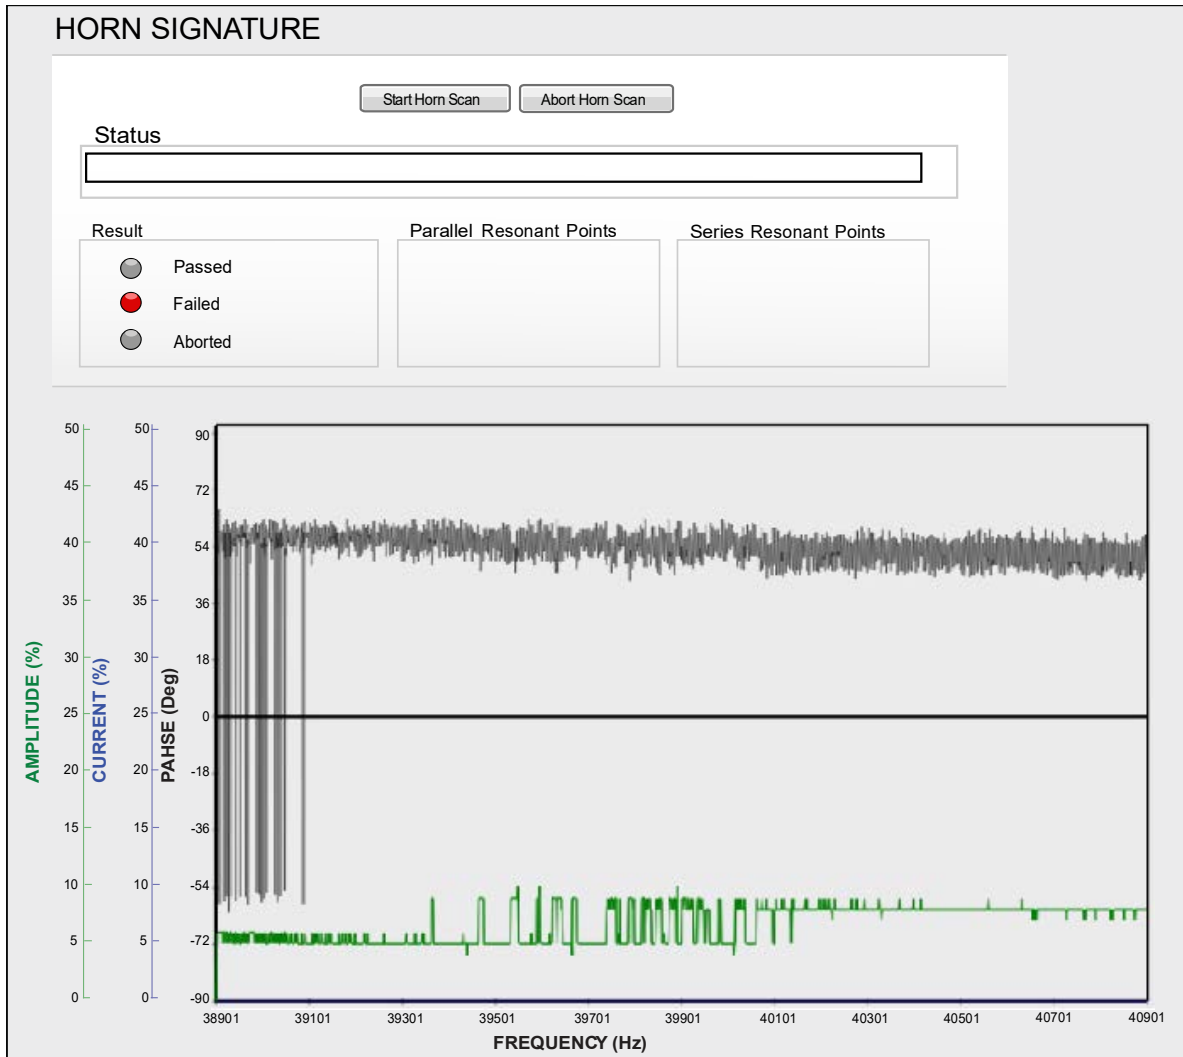 HORN SIGNATURE
Start Horn Scan Abort Horn Scan
Status
Result Parallel Resonant Points Series Resonant Points
Passed
Failed
Aborted
50 50 90
45 45 72
40 40 54
35 35 36
30 30 18
25 25 0
20 20 -18
15 15 -36
10 10 -54
5 5 -72
0 0 -90
AMPLITUDE (%)
CURRENT (%)
PAHSE (Deg)
38901 39101 39301 39501 39701 39901 40101 40301 40501 40701 40901
FREQUENCY (Hz)